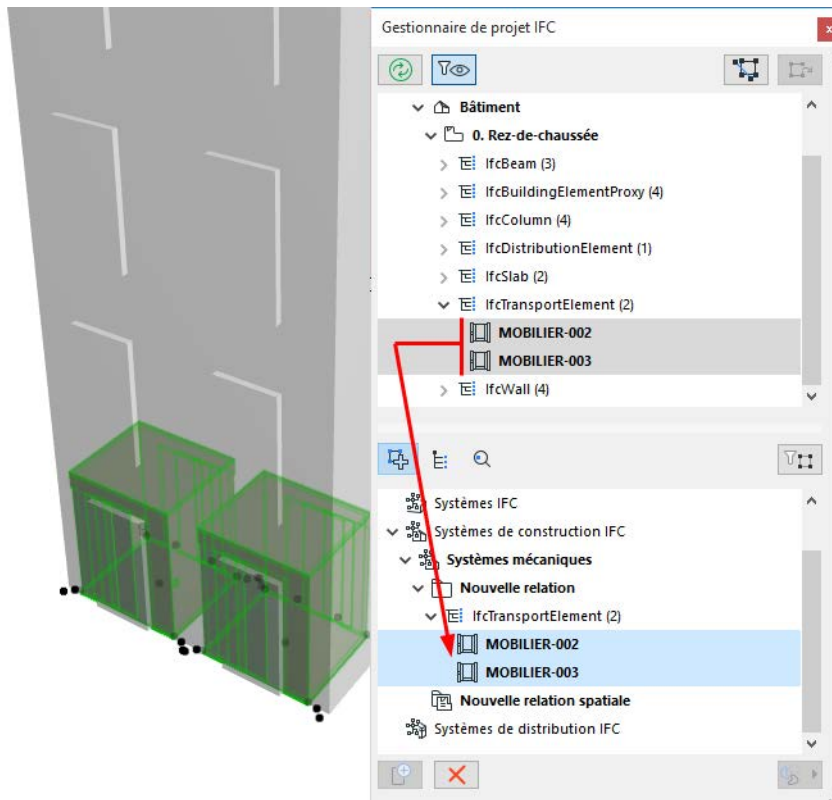 Gestionnaire de projet IFC
Bâtiment
0. Rez-de-chaussée
IfcBeam (3)
IfcBuildingElementProxy (4)
IfcColumn (4)
IfcDistributionElement (1)
IfcSlab (2)
IfcTransportElement (2)
MOBILIER-002
MOBILIER-003
IfcWall (4)
Systèmes IFC
Systèmes de construction IFC
Systèmes mécaniques
Nouvelle relation
IfcTransportElement (2)
MOBILIER-002
MOBILIER-003
Nouvelle relation spatiale
Systèmes de distribution IFC